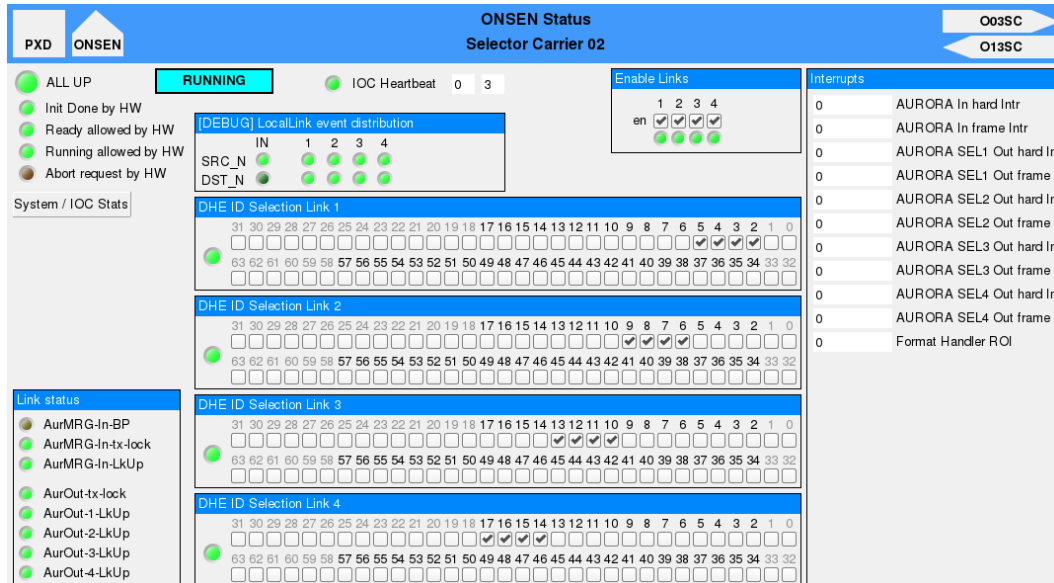 ONSEN Status
Selector Carrier 02
PXD
ONSEN
O03SC
O13SC
ALL UP
RUNNING
IOC Heartbeat 0 3
Init Done by HW
Ready allowed by HW
Running allowed by HW
Abort request by HW
System / IOC Stats
[DEBUG] LocalLink event distribution
IN 1 2 3 4
SRC_N
DST_N
Enable Links
1 2 3 4
en
Interrupts
0 AURORA In hard Intr
0 AURORA In frame Intr
0 AURORA SEL1 Out hard In
0 AURORA SEL1 Out frame
0 AURORA SEL2 Out hard In
0 AURORA SEL2 Out frame
0 AURORA SEL3 Out hard In
0 AURORA SEL3 Out frame
0 AURORA SEL4 Out hard In
0 AURORA SEL4 Out frame
0 Format Handler ROI
DHE ID Selection Link 1
31 30 29 28 27 26 25 24 23 22 21 20 19 18 17 16 15 14 13 12 11 10 9 8 7 6 5 4 3 2 1 0
63 62 61 60 59 58 57 56 55 54 53 52 51 50 49 48 47 46 45 44 43 42 41 40 39 38 37 36 35 34 33 32
DHE ID Selection Link 2
31 30 29 28 27 26 25 24 23 22 21 20 19 18 17 16 15 14 13 12 11 10 9 8 7 6 5 4 3 2 1 0
63 62 61 60 59 58 57 56 55 54 53 52 51 50 49 48 47 46 45 44 43 42 41 40 39 38 37 36 35 34 33 32
DHE ID Selection Link 3
31 30 29 28 27 26 25 24 23 22 21 20 19 18 17 16 15 14 13 12 11 10 9 8 7 6 5 4 3 2 1 0
63 62 61 60 59 58 57 56 55 54 53 52 51 50 49 48 47 46 45 44 43 42 41 40 39 38 37 36 35 34 33 32
DHE ID Selection Link 4
31 30 29 28 27 26 25 24 23 22 21 20 19 18 17 16 15 14 13 12 11 10 9 8 7 6 5 4 3 2 1 0
63 62 61 60 59 58 57 56 55 54 53 52 51 50 49 48 47 46 45 44 43 42 41 40 39 38 37 36 35 34 33 32
Link status
AurMRG-In-BP
AurMRG-In-tx-lock
AurMRG-In-LkUp
AurOut-tx-lock
AurOut-1-LkUp
AurOut-2-LkUp
AurOut-3-LkUp
AurOut-4-LkUp